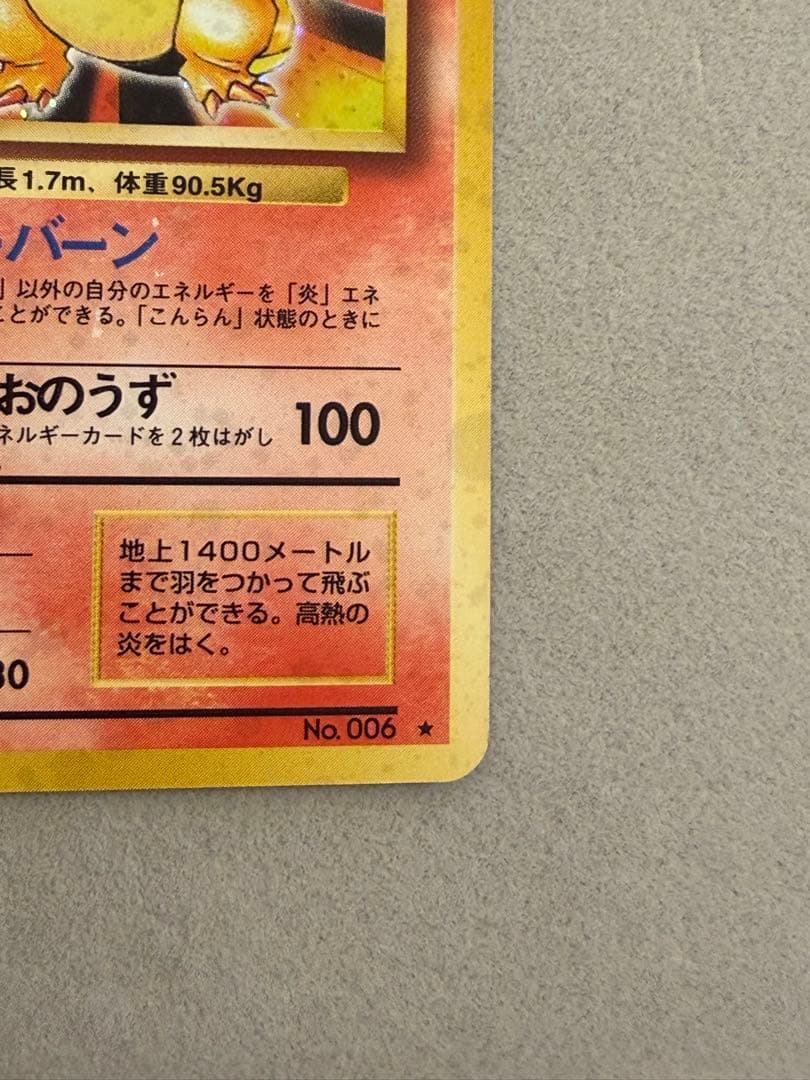 長1.7m、体重90.5Kg
バーン
」以外の自分のエネルギーを「炎」エネ
ことができる。「こんらん」状態のときに
おのうず
100
ネルギーカードを2枚はがし
地上1400メートル
まで羽をつかって飛ぶ
ことができる。高熱の
炎をはく。
80
No. 006 ★